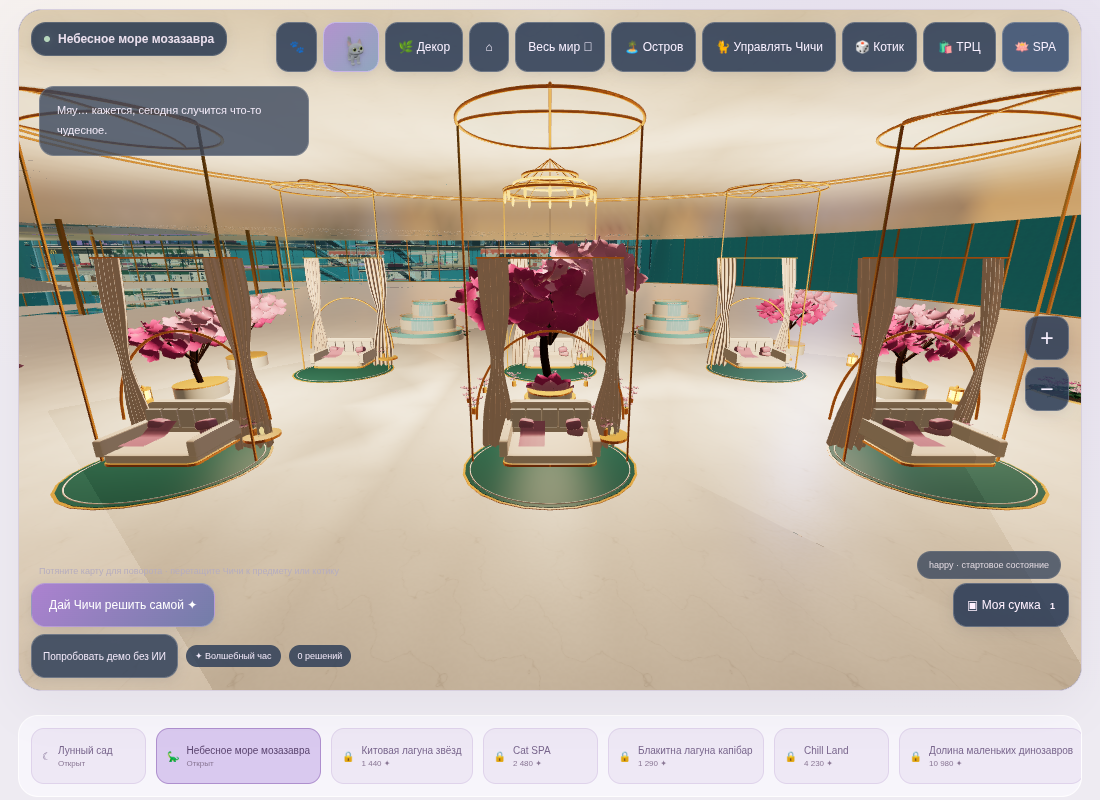 Небесное море мозазавра
Декор
Весь мир
Остров
Управлять Чичи
Котик
ТРЦ
SPA
Мяу… кажется, сегодня случится что-то
чудесное.
+
−
Потяните карту для
happy · стартовое состояние
Дай Чичи решить самой ✦
Моя сумка 1
Попробовать демо без ИИ
✦ Волшебный час
0 решений
Лунный сад
Открыт
Небесное море мозазавра
Открыт
Китовая лагуна звёзд
1 440 ✦
Cat SPA
2 480 ✦
Блакитна лагуна капібар
1 290 ✦
Chill Land
4 230 ✦
Долина маленьких динозавров
10 980 ✦